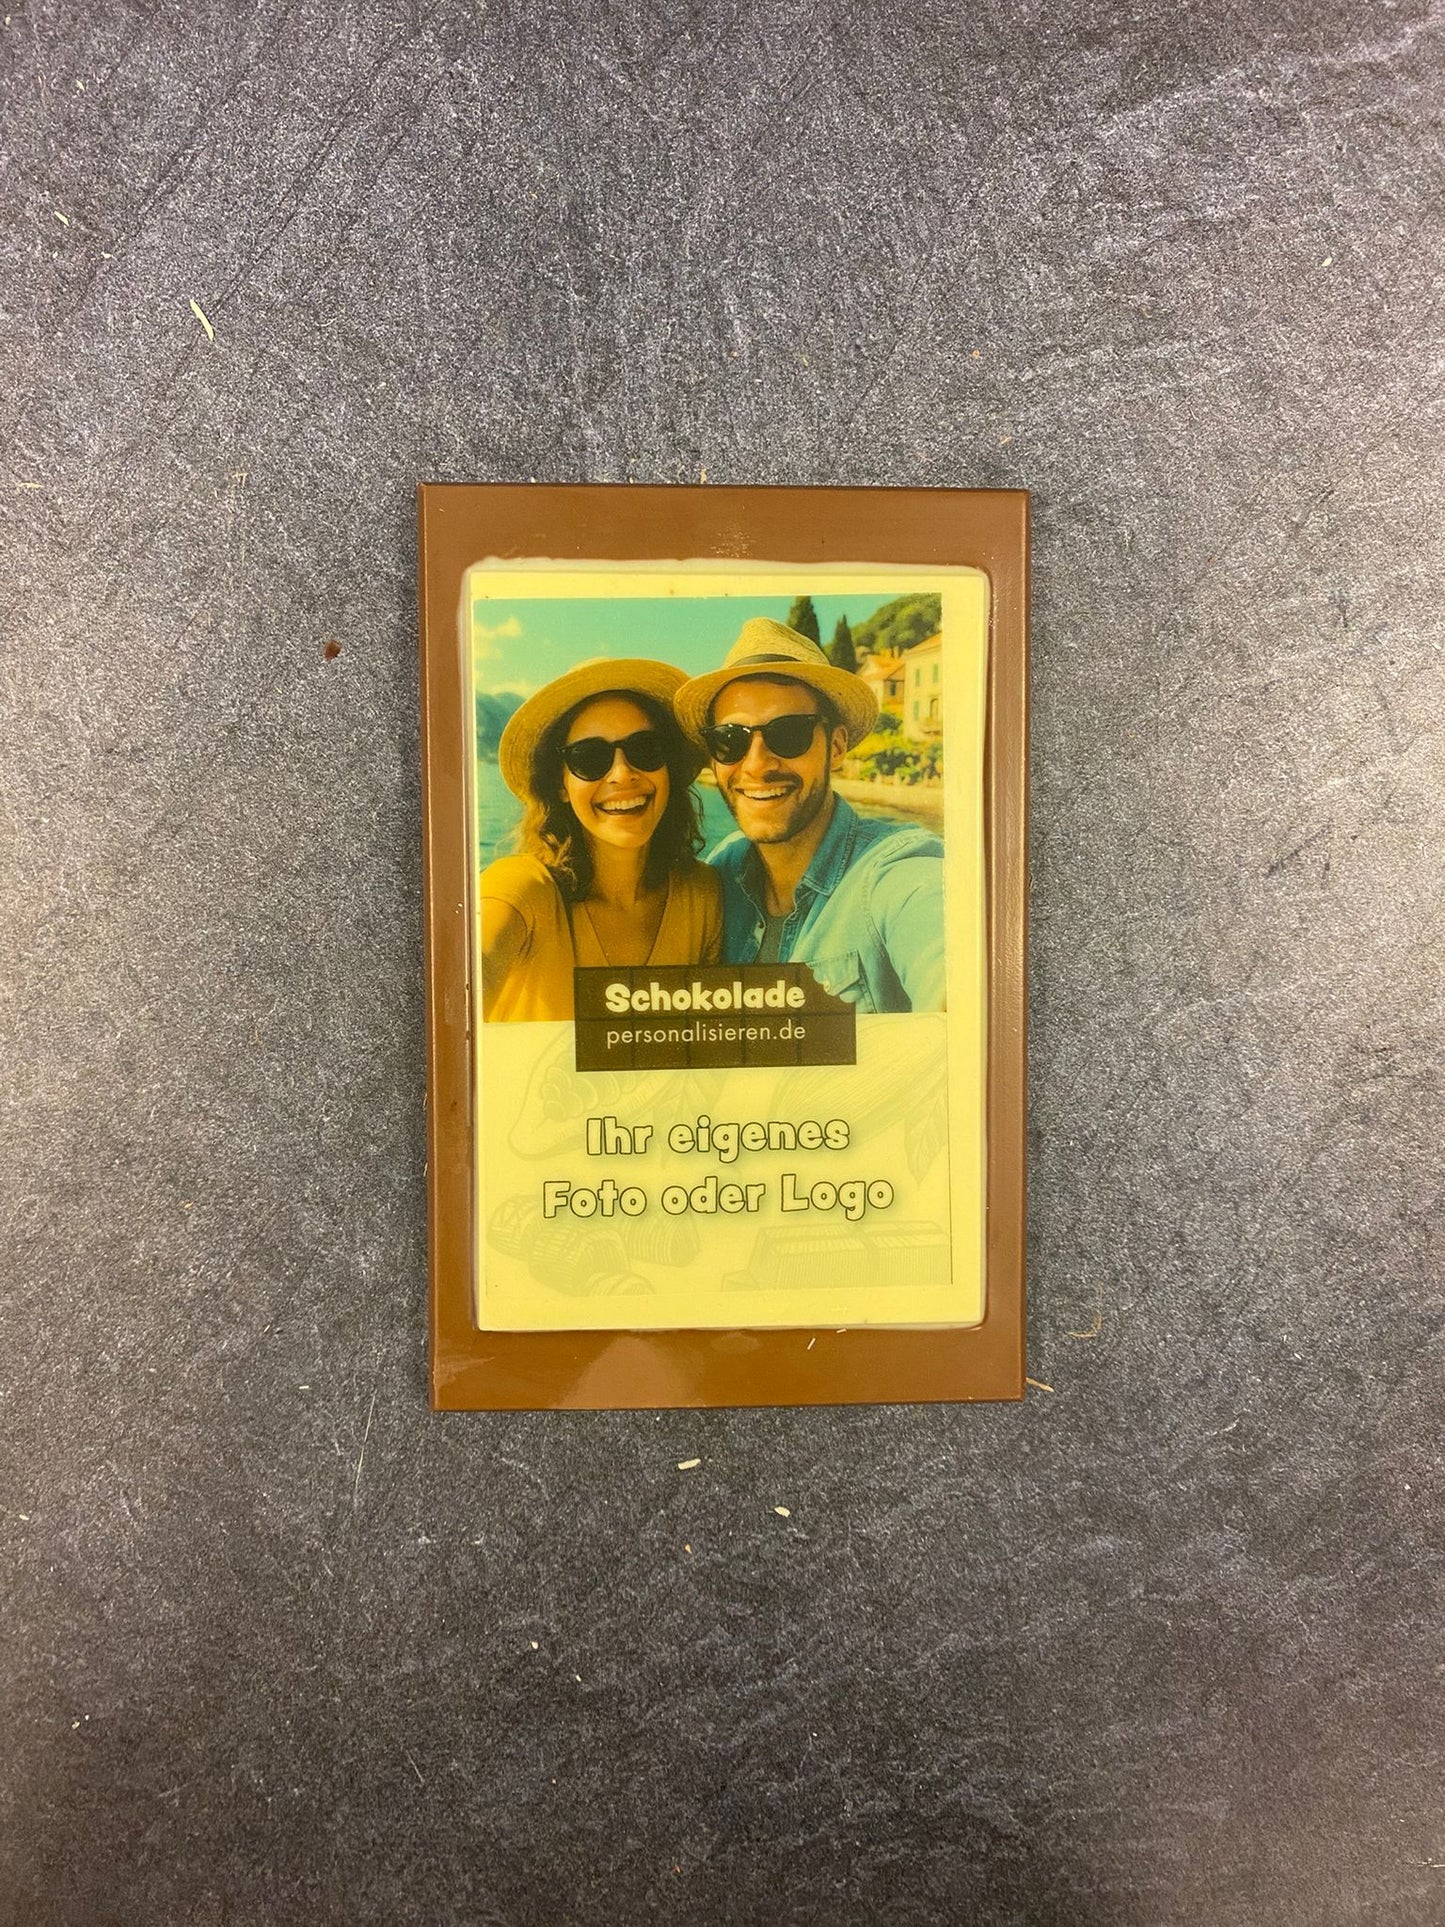 Schokolade
personalisieren.de
Ihr eigenes
Foto oder Logo